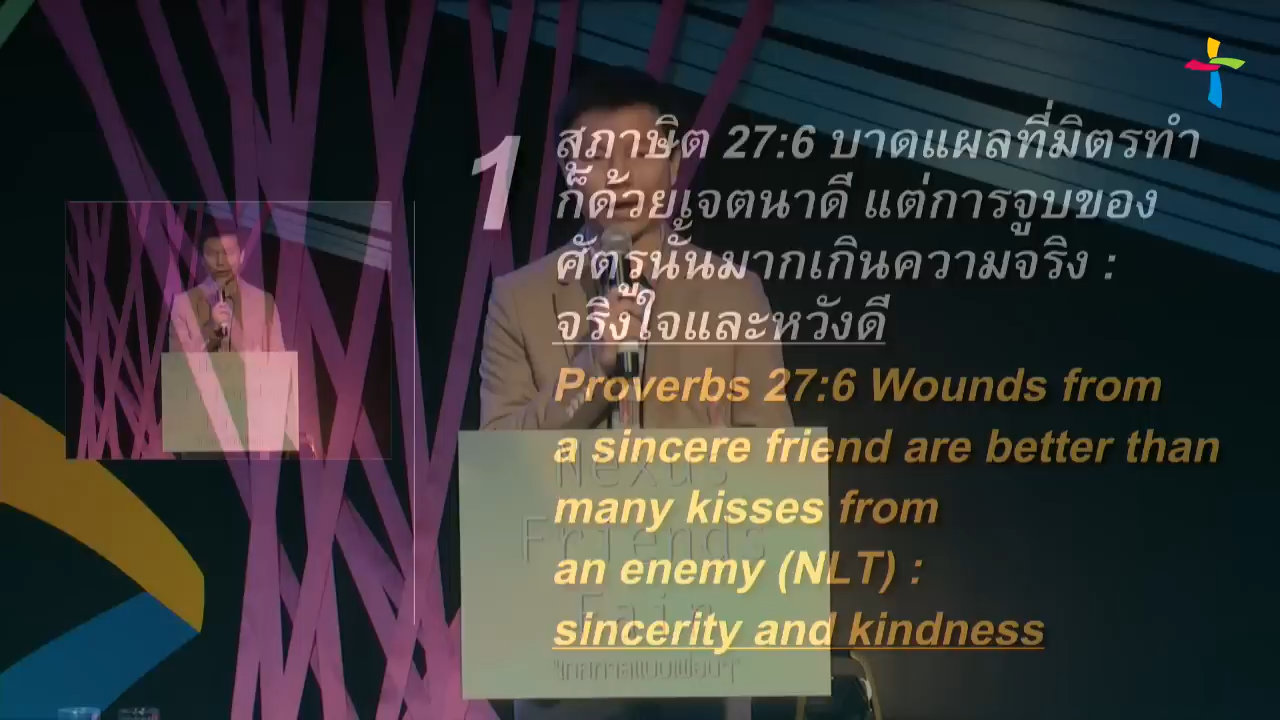 1
สุภาษิต 27:6 บาดแผลที่มิตรทำ
ก็ด้วยเจตนาดี แต่การจูบของ
ศัตรูนั้นมากเกินความจริง :
จริงใจและหวังดี
Proverbs 27:6 Wounds from
a sincere friend are better than
many kisses from
an enemy (NLT) :
sincerity and kindness
Nexus
Friends
Fair